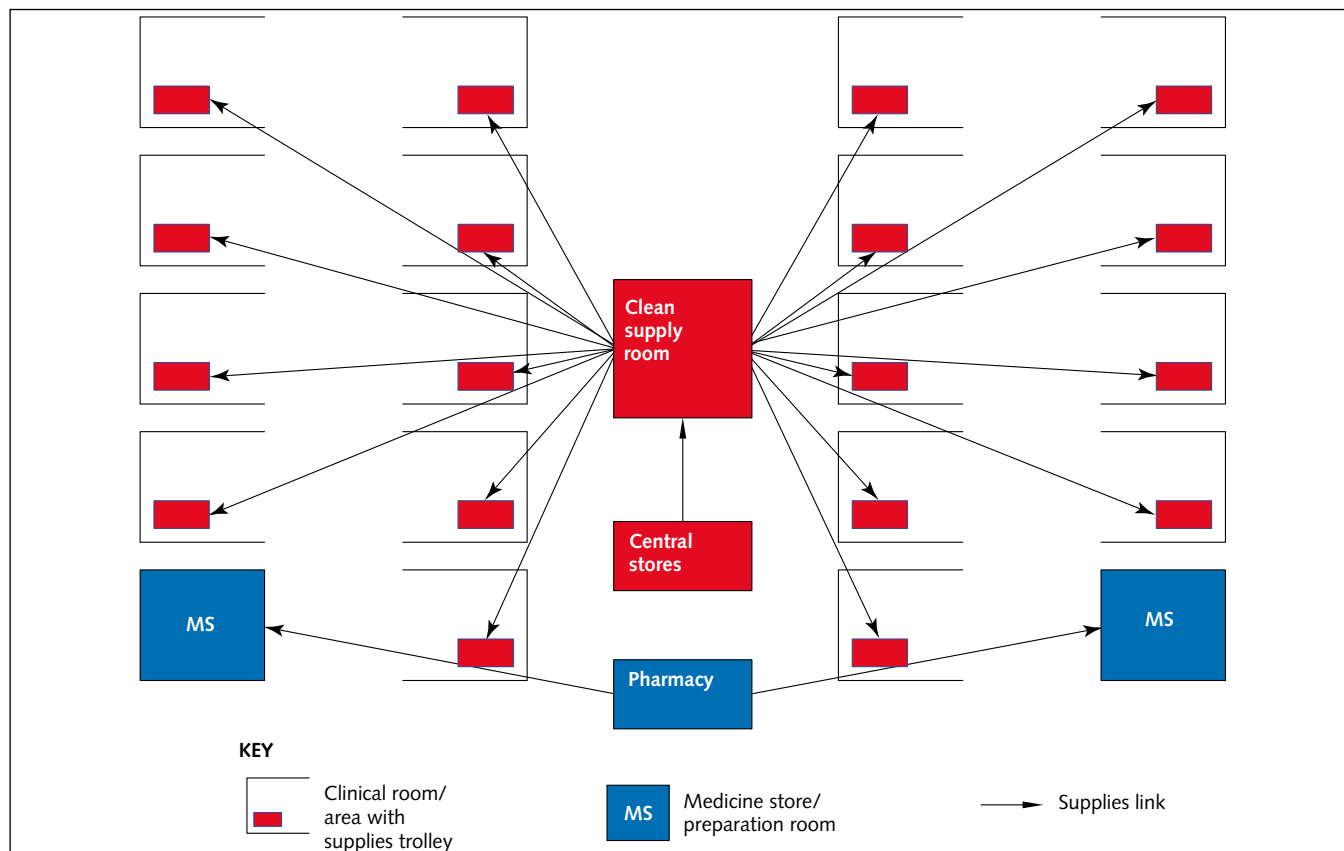 Clean
supply
room
Central
stores
MS
MS
Pharmacy
KEY
Clinical room/
area with
supplies trolley
MS
Medicine store/
preparation room
Supplies link